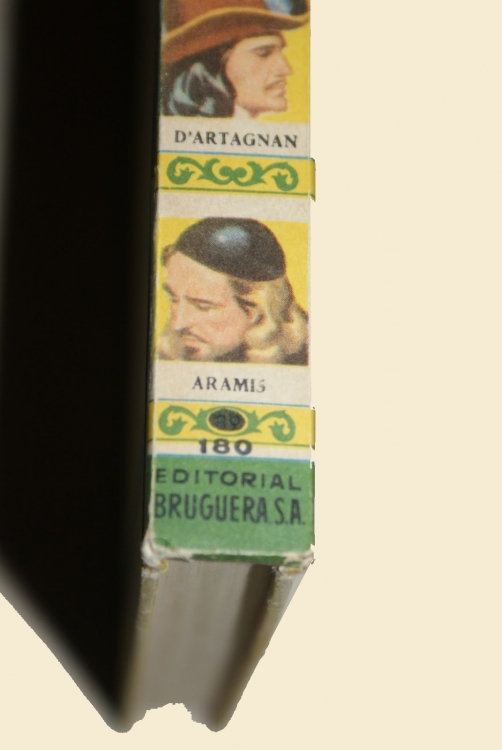 D'ARTAGNAN
ARAMIS
180
EDITORIAL
BRUGUERA.S.A.